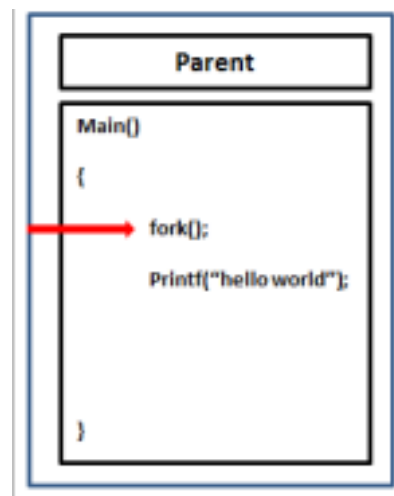 Parent
Main()
{
fork();
Printf("hello world");
}